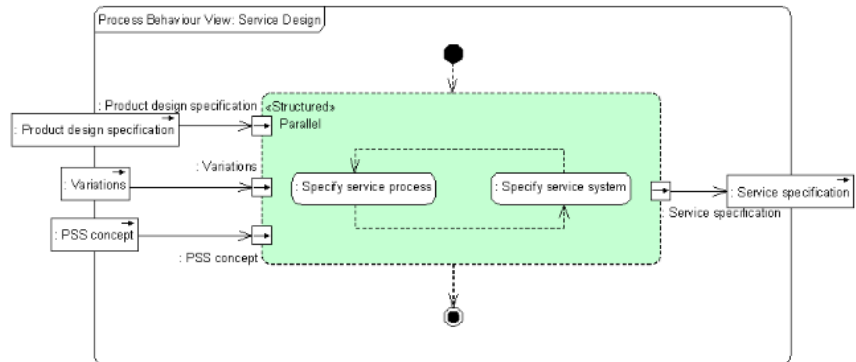 Process Behaviour View: Service Design
: Product design specification
«Structured»
Parallel
: Product design specification
: Variations
: Variations
: Specify service process
: Specify service system
: Service specification
: Service specification
: PSS concept
: PSS concept